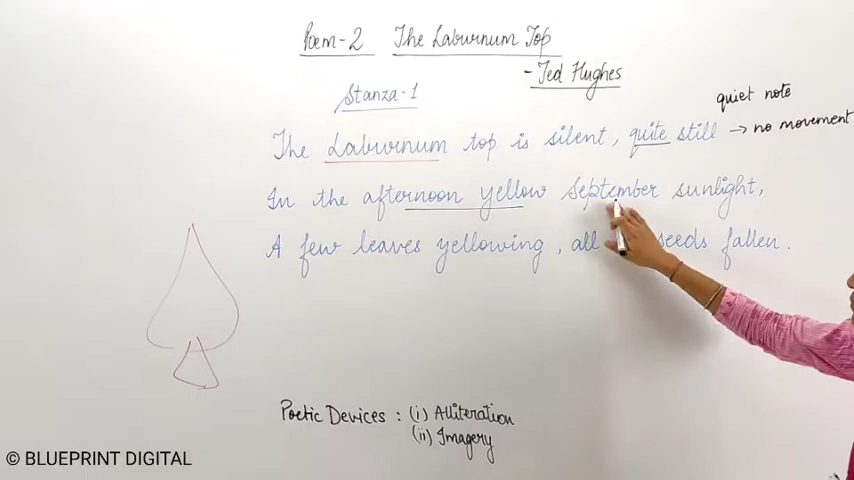 Poem-2 The Laburnum Top
- Ted Hughes
Stanza-1
quiet note
The Laburnum top is silent, quite still → no movement
In the afternoon yellow September sunlight,
A few leaves yellowing, all seeds fallen.
Poetic Devices : (i) Alliteration
(ii) Imagery
© BLUEPRINT DIGITAL